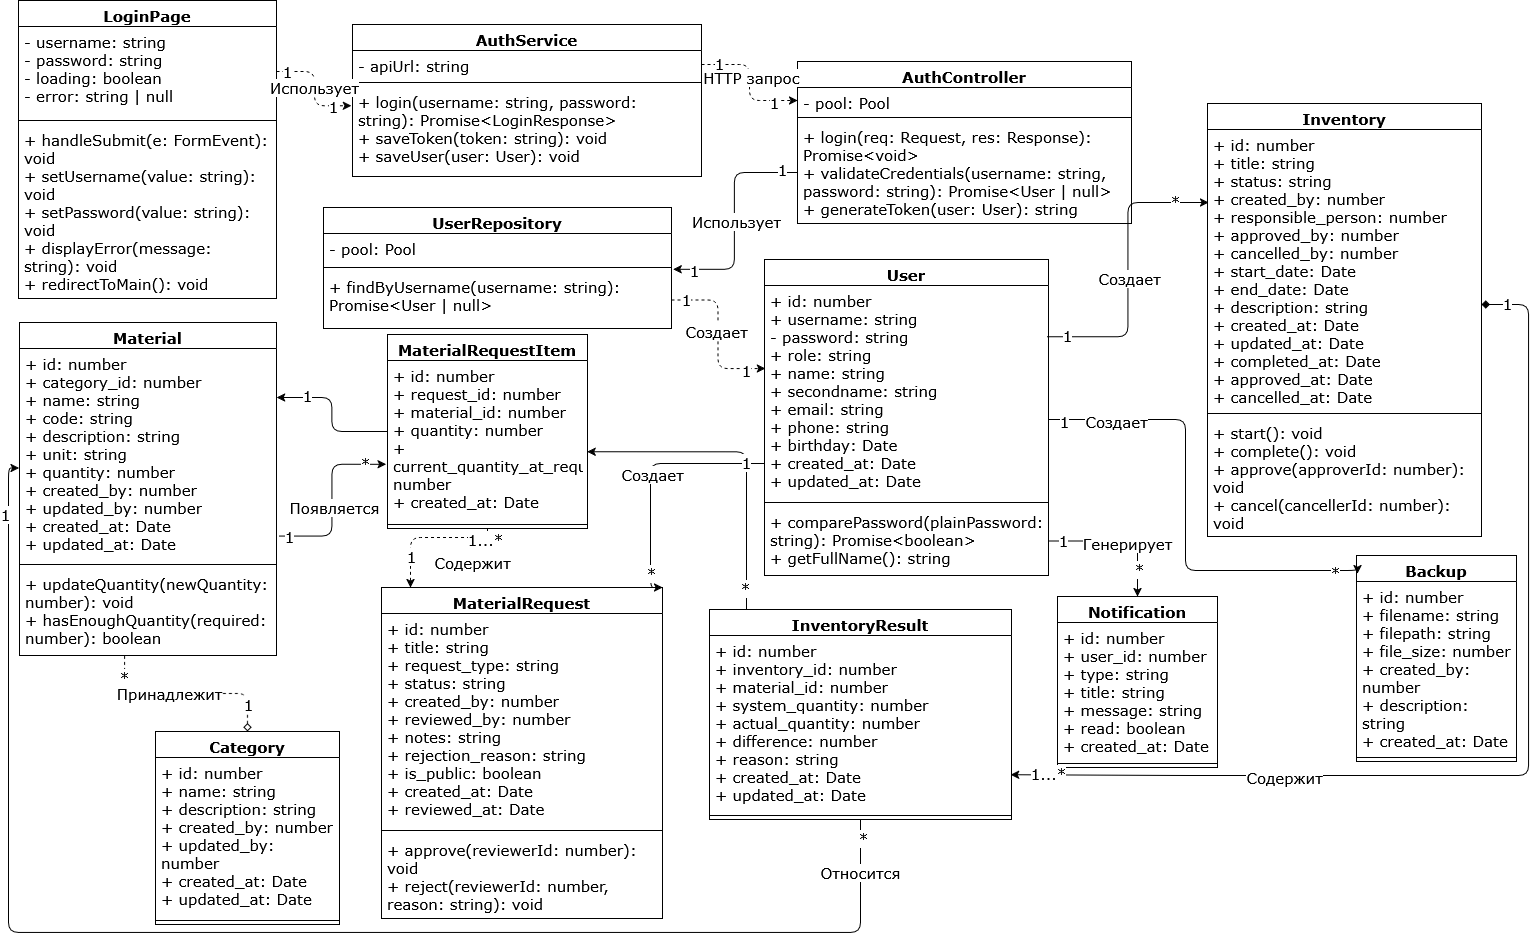 LoginPage
- username: string
- password: string
- loading: boolean
- error: string | null
+ handleSubmit(e: FormEvent):
void
+ setUsername(value: string):
void
+ setPassword(value: string):
void
+ displayError(message:
string): void
+ redirectToMain(): void
1
Использует
1
AuthService
- apiUrl: string
+ login(username: string, password:
string): Promise<LoginResponse>
+ saveToken(token: string): void
+ saveUser(user: User): void
1
HTTP запрос
1
AuthController
- pool: Pool
+ login(req: Request, res: Response):
Promise<void>
+ validateCredentials(username: string,
password: string): Promise<User | null>
+ generateToken(user: User): string
1
Использует
1
UserRepository
- pool: Pool
+ findByUsername(username: string):
Promise<User | null>
1
Создает
1
User
+ id: number
+ username: string
- password: string
+ role: string
+ name: string
+ secondname: string
+ email: string
+ phone: string
+ birthday: Date
+ created_at: Date
+ updated_at: Date
+ comparePassword(plainPassword:
string): Promise<boolean>
+ getFullName(): string
1
Создает
*
Inventory
+ id: number
+ title: string
+ status: string
+ created_by: number
+ responsible_person: number
+ approved_by: number
+ cancelled_by: number
+ start_date: Date
+ end_date: Date
+ description: string
+ created_at: Date
+ updated_at: Date
+ completed_at: Date
+ approved_at: Date
+ cancelled_at: Date
+ start(): void
+ complete(): void
+ approve(approverId: number):
void
+ cancel(cancellerId: number):
void
1
Material
+ id: number
+ category_id: number
+ name: string
+ code: string
+ description: string
+ unit: string
+ quantity: number
+ created_by: number
+ updated_by: number
+ created_at: Date
+ updated_at: Date
+ updateQuantity(newQuantity:
number): void
+ hasEnoughQuantity(required:
number): boolean
1
1
*
Появляется
1
MaterialRequestItem
+ id: number
+ request_id: number
+ material_id: number
+ quantity: number
+
current_quantity_at_requ
number
+ created_at: Date
1...*
1
Содержит
Создает
1
*
*
1
Создает
*
1
Генерирует
*
MaterialRequest
+ id: number
+ title: string
+ request_type: string
+ status: string
+ created_by: number
+ reviewed_by: number
+ notes: string
+ rejection_reason: string
+ is_public: boolean
+ created_at: Date
+ reviewed_at: Date
+ approve(reviewerId: number):
void
+ reject(reviewerId: number,
reason: string): void
InventoryResult
+ id: number
+ inventory_id: number
+ material_id: number
+ system_quantity: number
+ actual_quantity: number
+ difference: number
+ reason: string
+ created_at: Date
+ updated_at: Date
Notification
+ id: number
+ user_id: number
+ type: string
+ title: string
+ message: string
+ read: boolean
+ created_at: Date
Backup
+ id: number
+ filename: string
+ filepath: string
+ file_size: number
+ created_by:
number
+ description:
string
+ created_at: Date
1...*
Содержит
*
Принадлежит
1
Category
+ id: number
+ name: string
+ description: string
+ created_by: number
+ updated_by:
number
+ created_at: Date
+ updated_at: Date
*
Относится